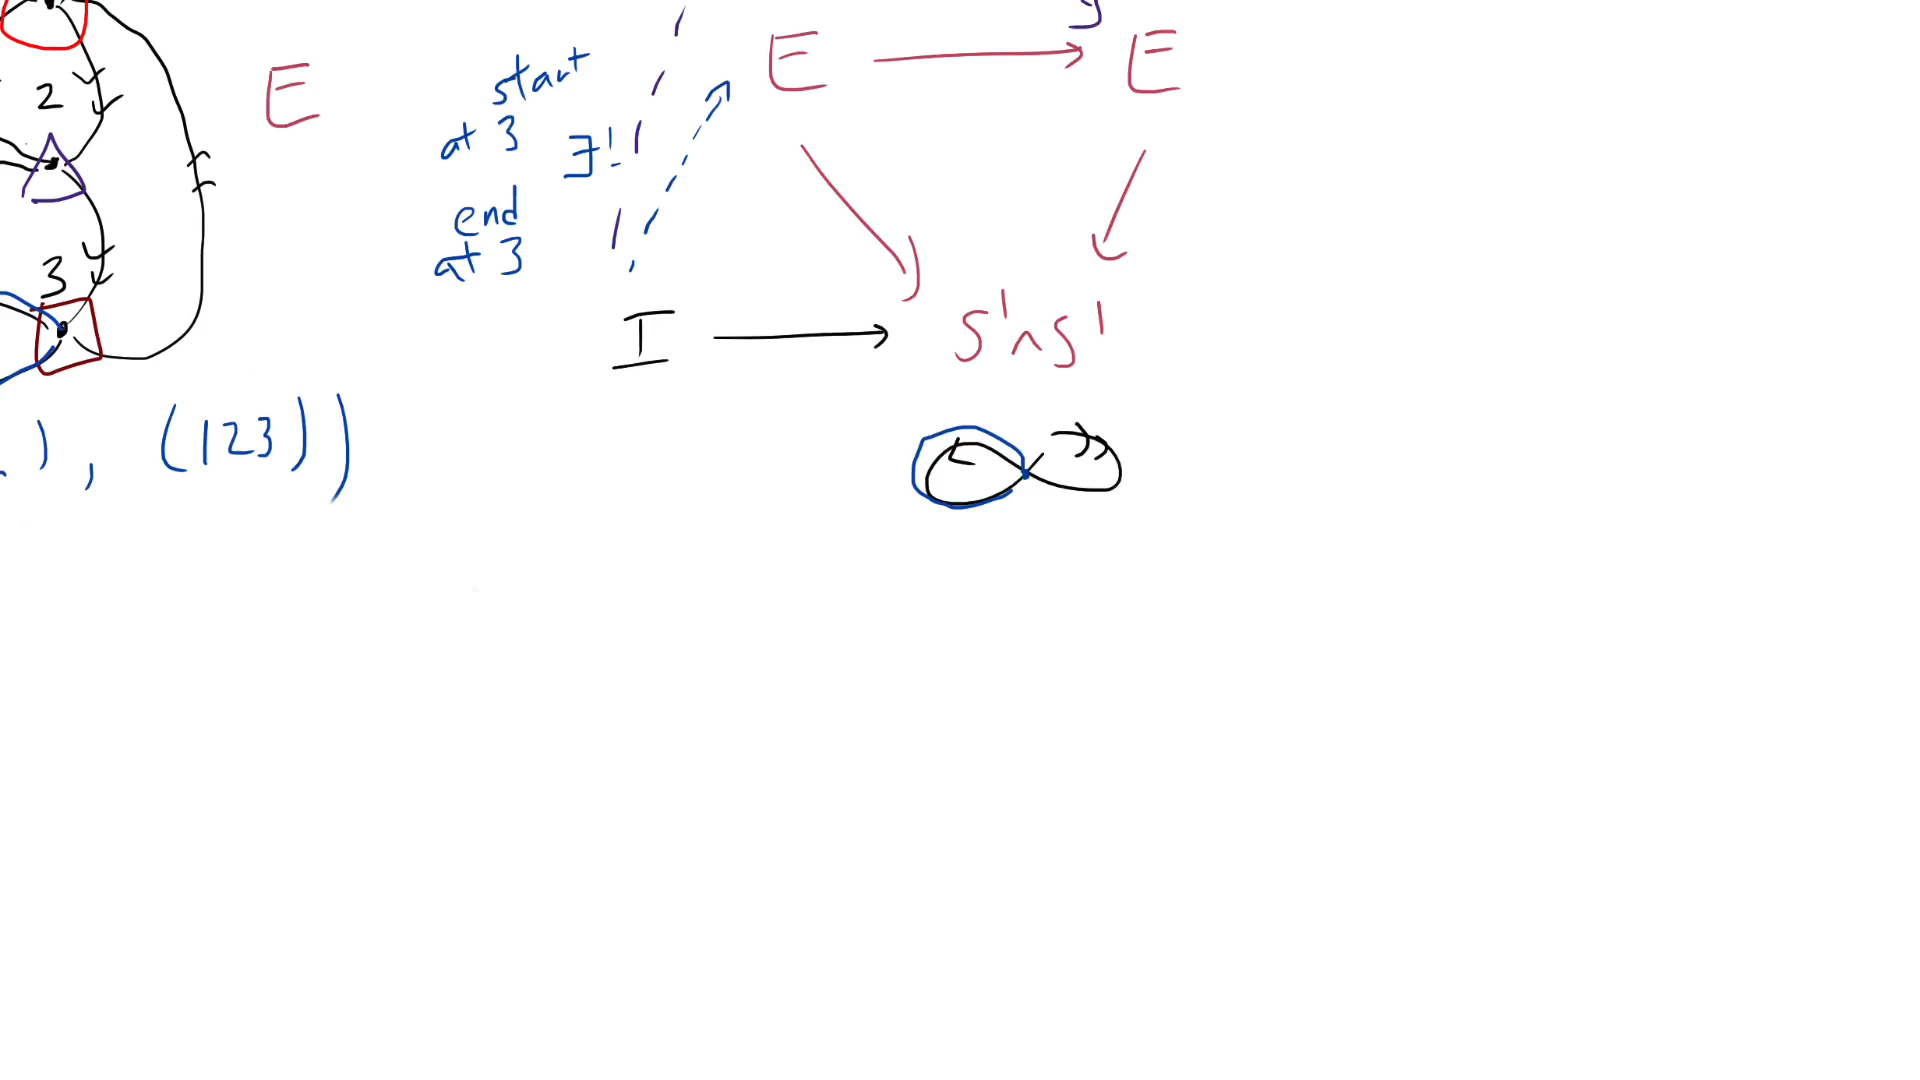 2
3
E
), (123))
start
at 3
∃!
end
at 3
E → E
I → S¹∧S¹